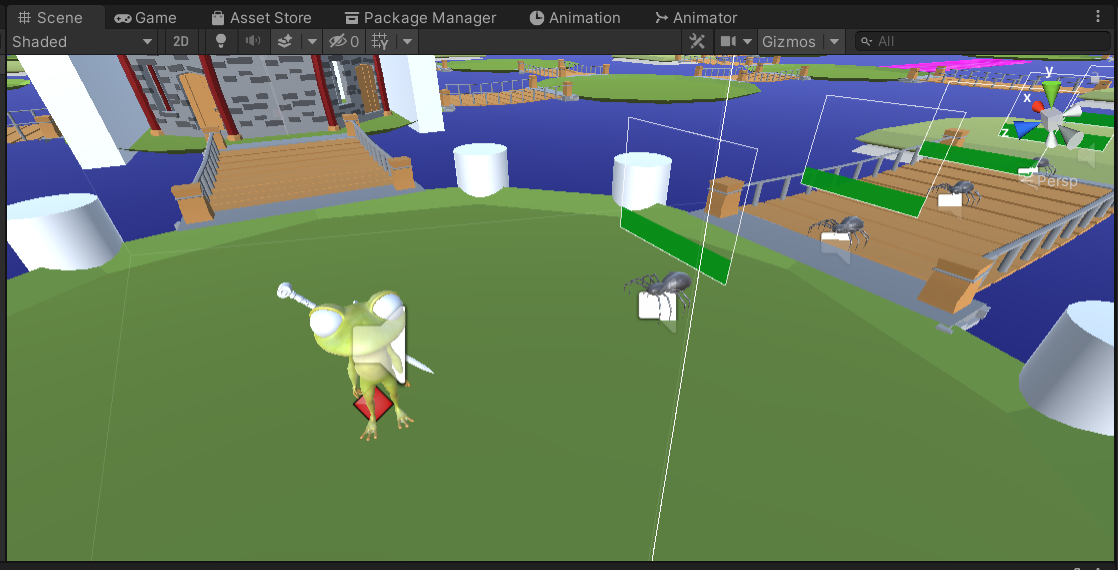 Scene Game Asset Store Package Manager Animation Animator
Shaded 2D 0 Y Gizmos All
y
x
z
Persp